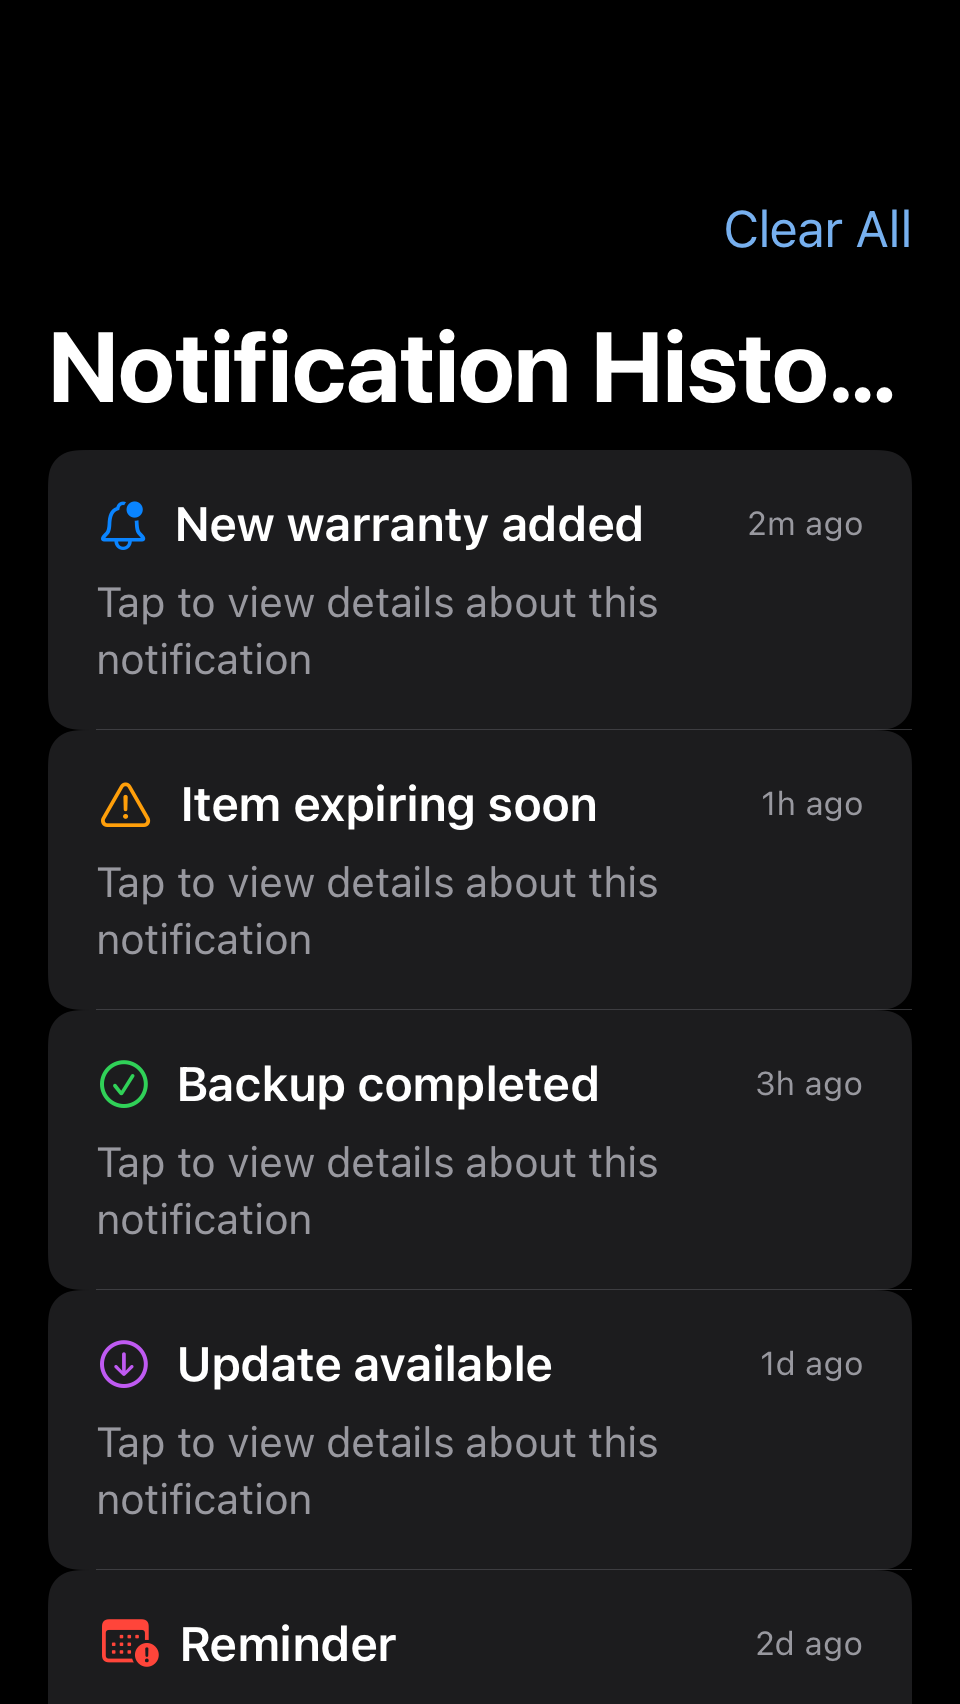 Clear All
Notification Histo...
New warranty added
2m ago
Tap to view details about this
notification
Item expiring soon
1h ago
Tap to view details about this
notification
Backup completed
3h ago
Tap to view details about this
notification
Update available
1d ago
Tap to view details about this
notification
Reminder
2d ago